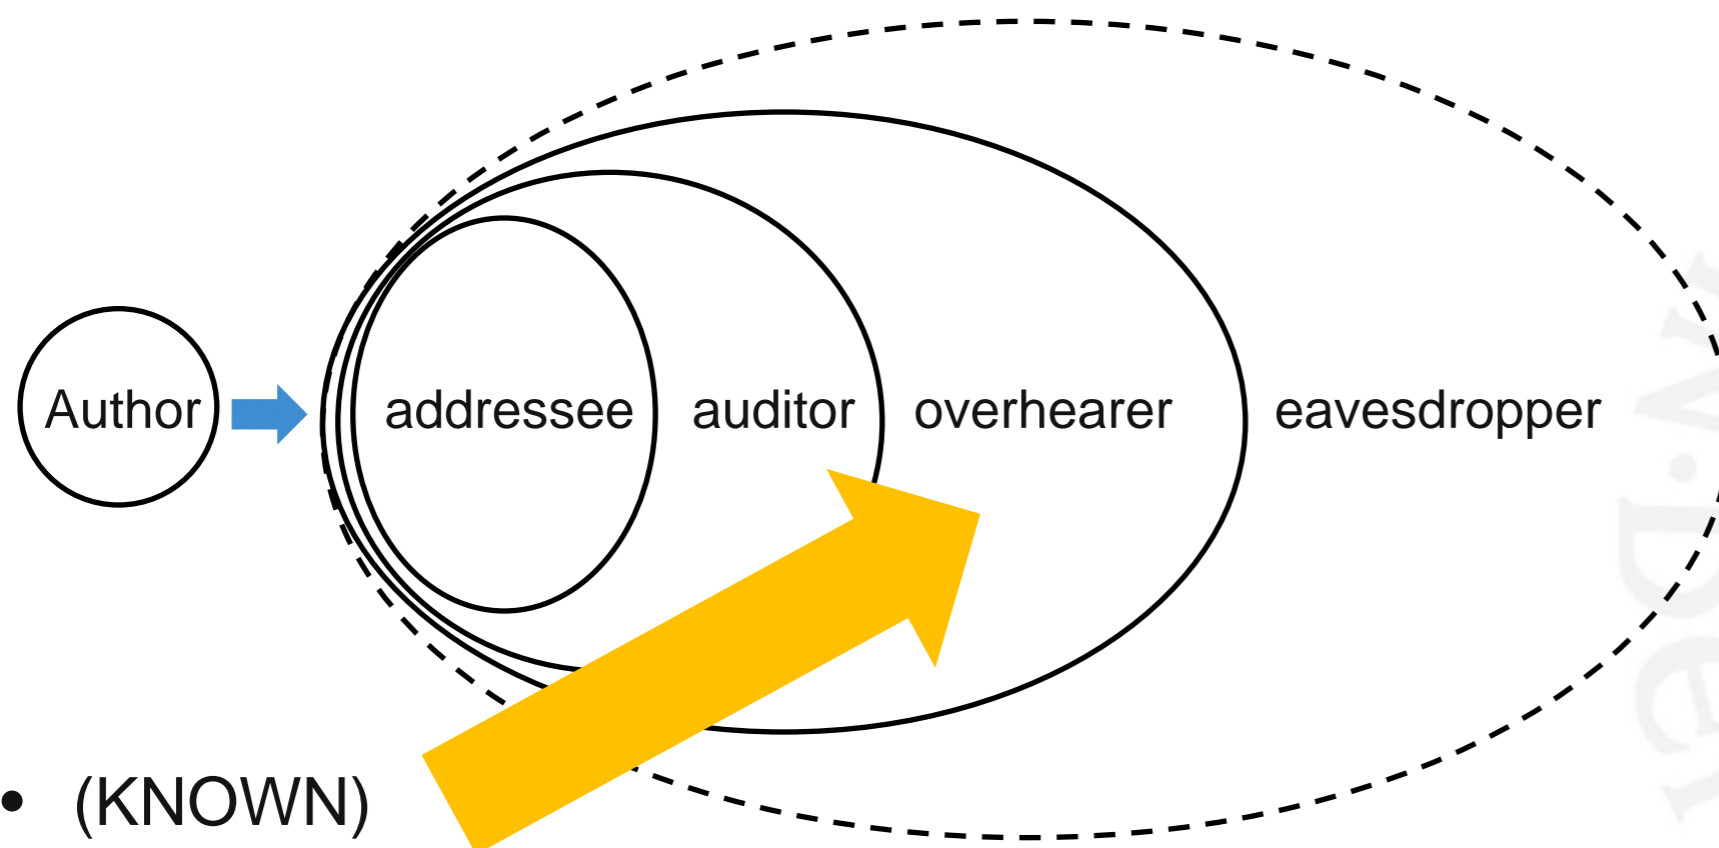 Author addressee auditor overhearer eavesdropper
• (KNOWN)